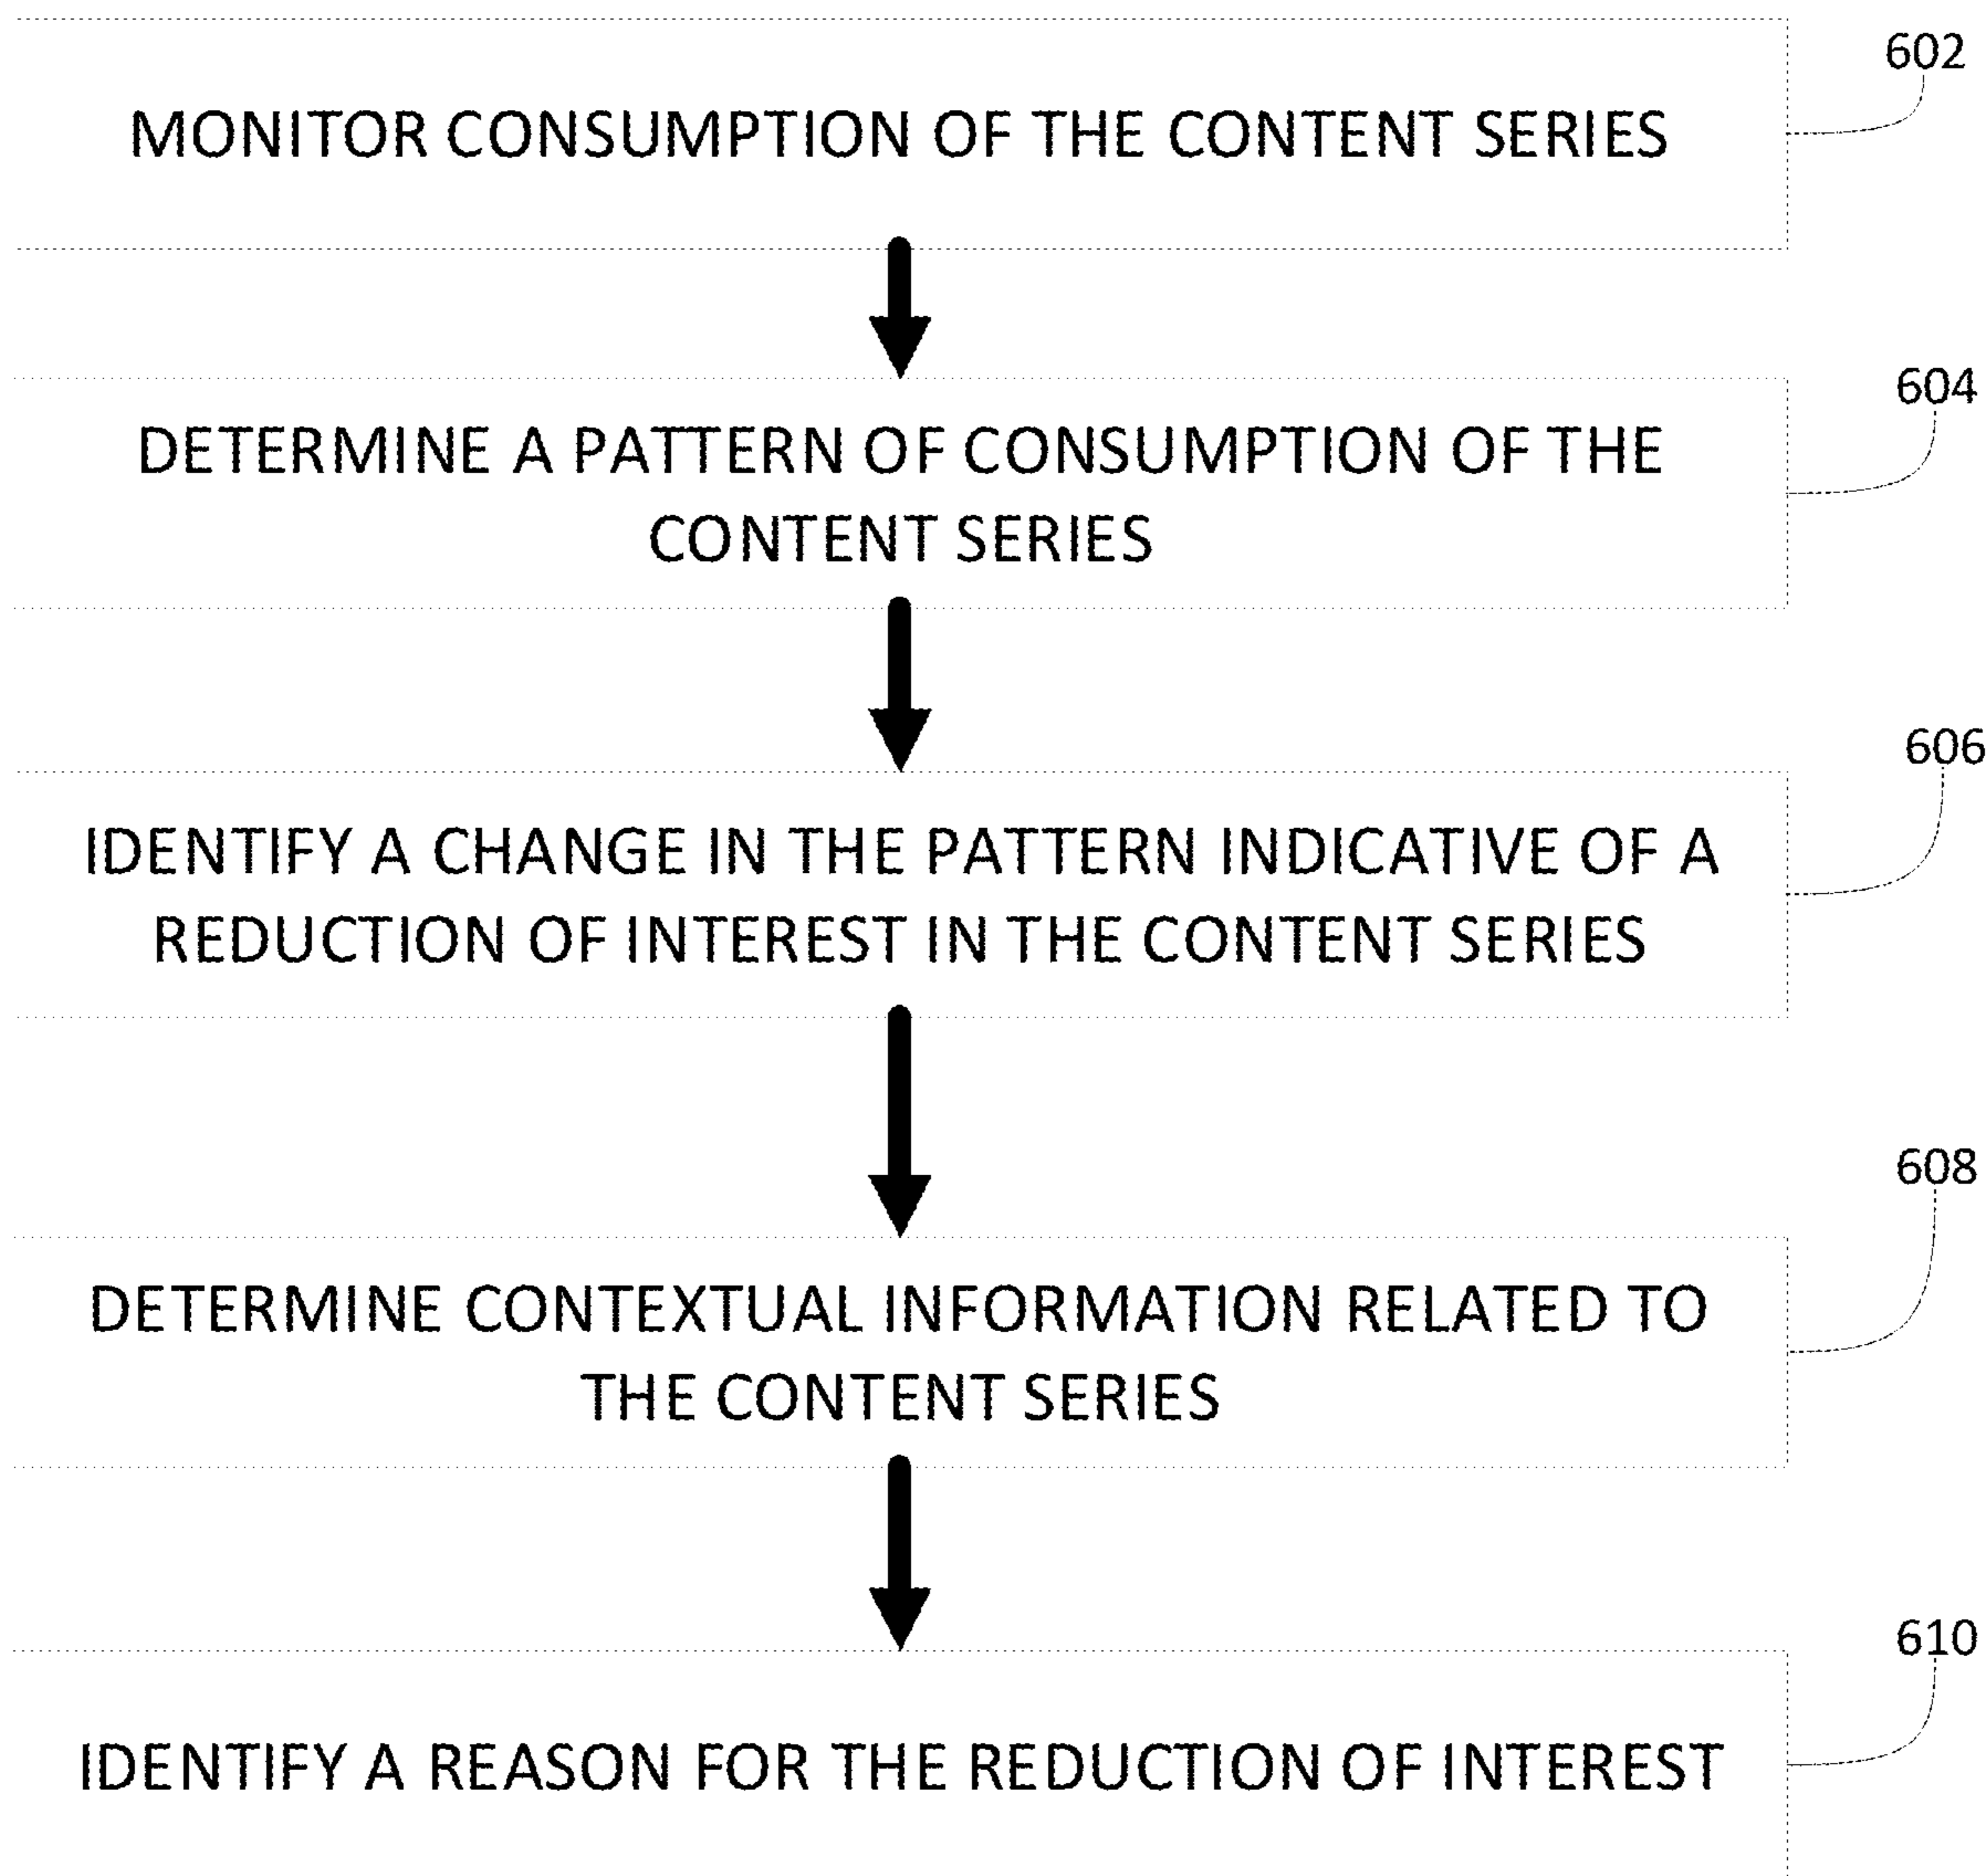 602
MONITOR CONSUMPTION OF THE CONTENT SERIES
604
DETERMINE A PATTERN OF CONSUMPTION OF THE
CONTENT SERIES
606
IDENTIFY A CHANGE IN THE PATTERN INDICATIVE OF A
REDUCTION OF INTEREST IN THE CONTENT SERIES
608
DETERMINE CONTEXTUAL INFORMATION RELATED TO
THE CONTENT SERIES
610
IDENTIFY A REASON FOR THE REDUCTION OF INTEREST